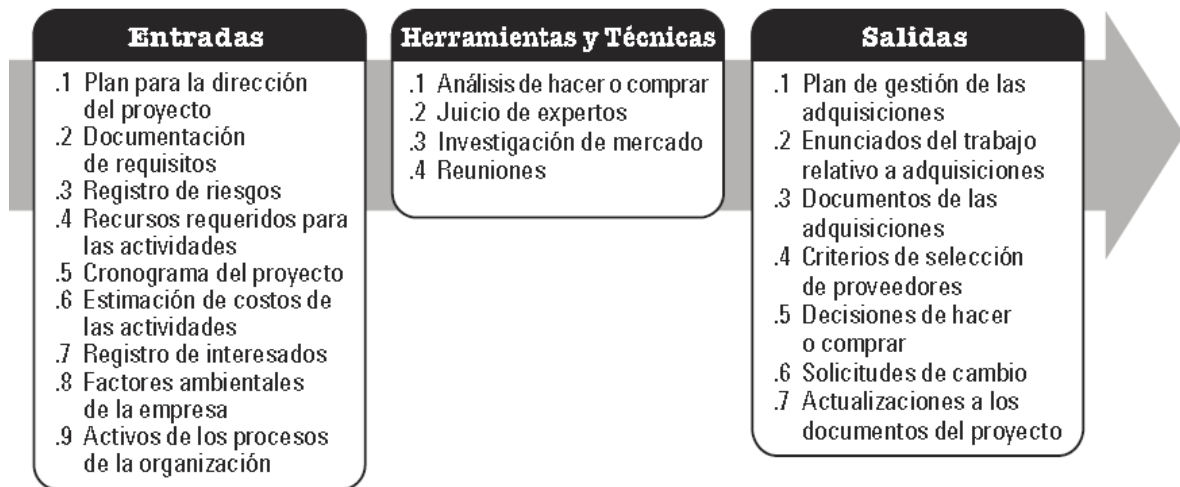 Entradas
.1 Plan para la dirección
del proyecto
.2 Documentación
de requisitos
.3 Registro de riesgos
.4 Recursos requeridos para
las actividades
.5 Cronograma del proyecto
.6 Estimación de costos de
las actividades
.7 Registro de interesados
.8 Factores ambientales
de la empresa
.9 Activos de los procesos
de la organización
Herramientas y Técnicas
.1 Análisis de hacer o comprar
.2 Juicio de expertos
.3 Investigación de mercado
.4 Reuniones
Salidas
.1 Plan de gestión de las
adquisiciones
.2 Enunciados del trabajo
relativo a adquisiciones
.3 Documentos de las
adquisiciones
.4 Criterios de selección
de proveedores
.5 Decisiones de hacer
o comprar
.6 Solicitudes de cambio
.7 Actualizaciones a los
documentos del proyecto